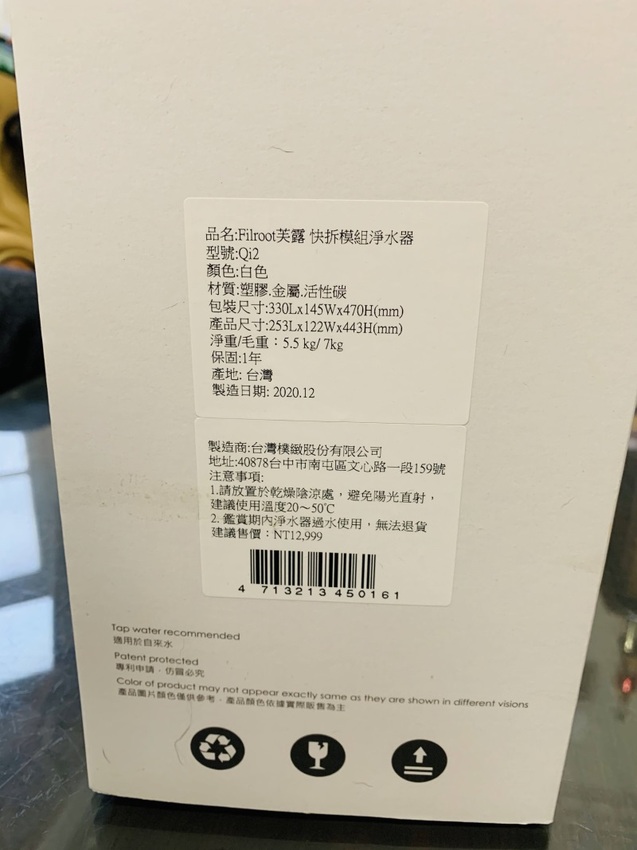 品名:Filroot芙露 快拆模組淨水器
型號:Qi2
顏色:白色
材質:塑膠.金屬.活性碳
包裝尺寸:330Lx145Wx470H(mm)
產品尺寸:253Lx122Wx443H(mm)
淨重/毛重：5.5 kg/ 7kg
保固:1年
產地: 台灣
製造日期: 2020.12
製造商:台灣樸緻股份有限公司
地址:40878台中市南屯區文心路一段159號
注意事項:
1.請放置於乾燥陰涼處，避免陽光直射，
建議使用溫度20～50℃
2. 鑑賞期內淨水器過水使用，無法退貨
建議售價：NT12,999
4 713213 450161
Tap water recommended
適用於自來水
Patent protected
專利申請．仿冒必究
Color of product may not appear exactly same as they are shown in different visions
產品圖片顏色僅供參考，產品顏色依據實際販售為主